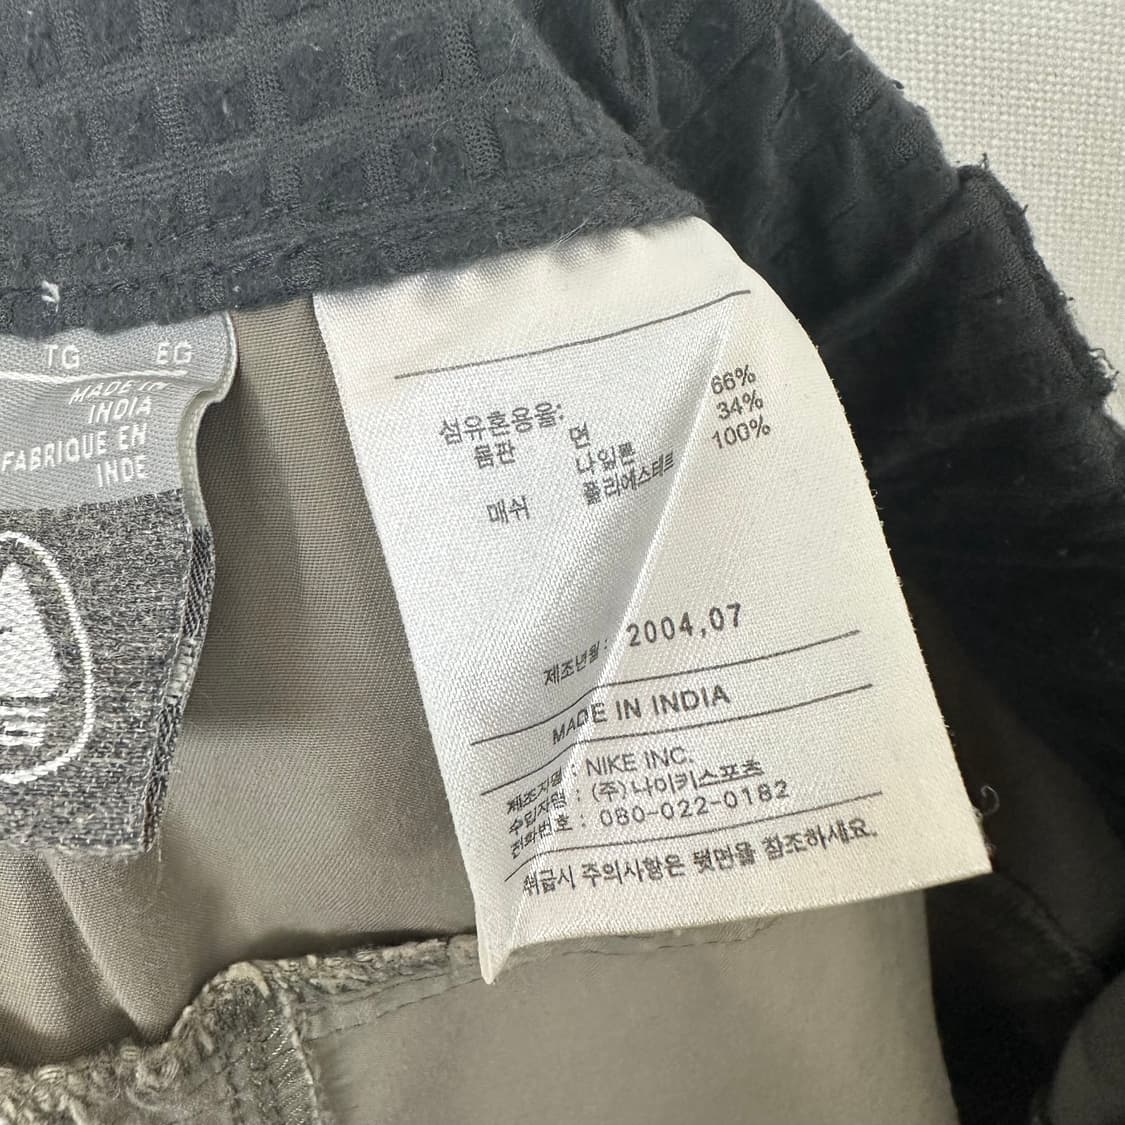 TG EG
MADE IN
INDIA
FABRIQUE EN
INDE
섬유혼용율:
몸판 면 66%
나일론 34%
매쉬 폴리에스테르 100%
제조년월: 2004,07
MADE IN INDIA
제조자명 : NIKE INC.
수입자명 : (주)나이키스포츠
전화번호 : 080-022-0182
취급시 주의사항은 뒷면을 참조하세요.